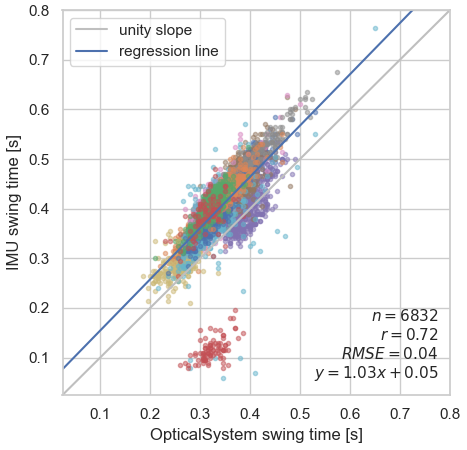 0.8
0.7
0.6
0.5
0.4
0.3
0.2
0.1
IMU swing time [s]
unity slope
regression line
n = 6832
r = 0.72
RMSE = 0.04
y = 1.03x + 0.05
0.1 0.2 0.3 0.4 0.5 0.6 0.7 0.8
OpticalSystem swing time [s]